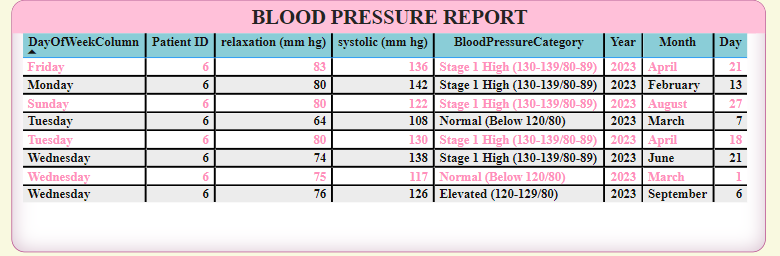 BLOOD PRESSURE REPORT
DayOfWeekColumn Patient ID relaxation (mm hg) systolic (mm hg) BloodPressureCategory Year Month Day
Friday 6 83 136 Stage 1 High (130-139/80-89) 2023 April 21
Monday 6 80 142 Stage 1 High (130-139/80-89) 2023 February 13
Sunday 6 80 122 Stage 1 High (130-139/80-89) 2023 August 27
Tuesday 6 64 108 Normal (Below 120/80) 2023 March 7
Tuesday 6 80 130 Stage 1 High (130-139/80-89) 2023 April 18
Wednesday 6 74 138 Stage 1 High (130-139/80-89) 2023 June 21
Wednesday 6 75 117 Normal (Below 120/80) 2023 March 1
Wednesday 6 76 126 Elevated (120-129/80) 2023 September 6